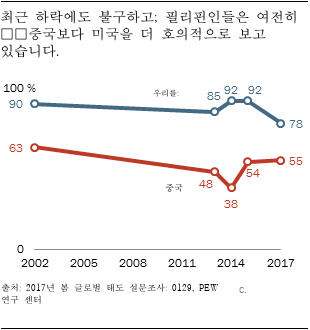 최근 하락에도 불구하고; 필리핀인들은 여전히
□□중국보다 미국을 더 호의적으로 보고
있습니다.
100 %
우리들:
90
85
92
92
78
63
48
38
54
55
중국
0
2002
2005
2008
2011
2014
2017
출처: 2017년 봄 글로벌 태도 설문조사: 0129, PEW
연구 센터
C.